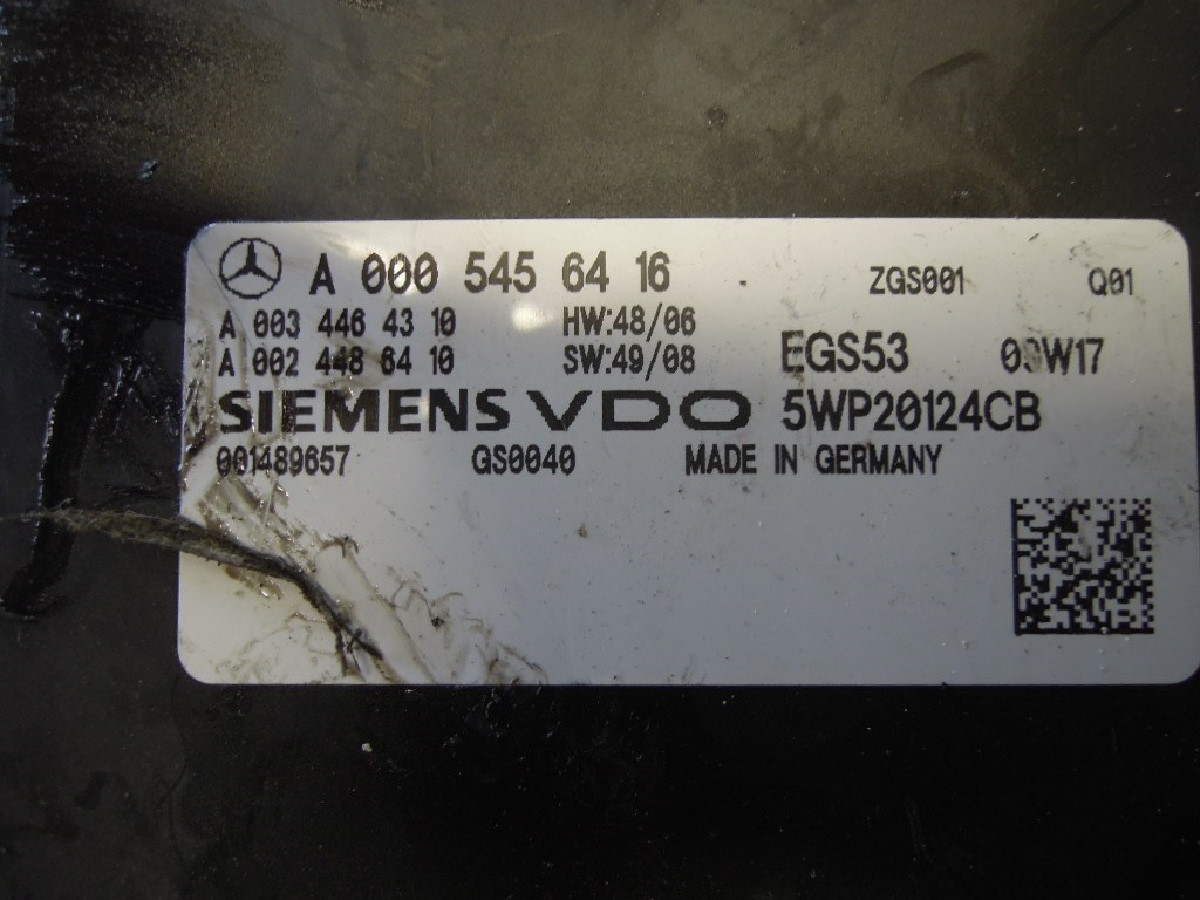 A 000 545 64 16 ZGS001 Q01
A 003 446 43 10 HW:48/06
A 002 448 64 10 SW:49/08 EGS53
SIEMENS VDO 5WP20124CB
001489657 GS0040 MADE IN GERMANY